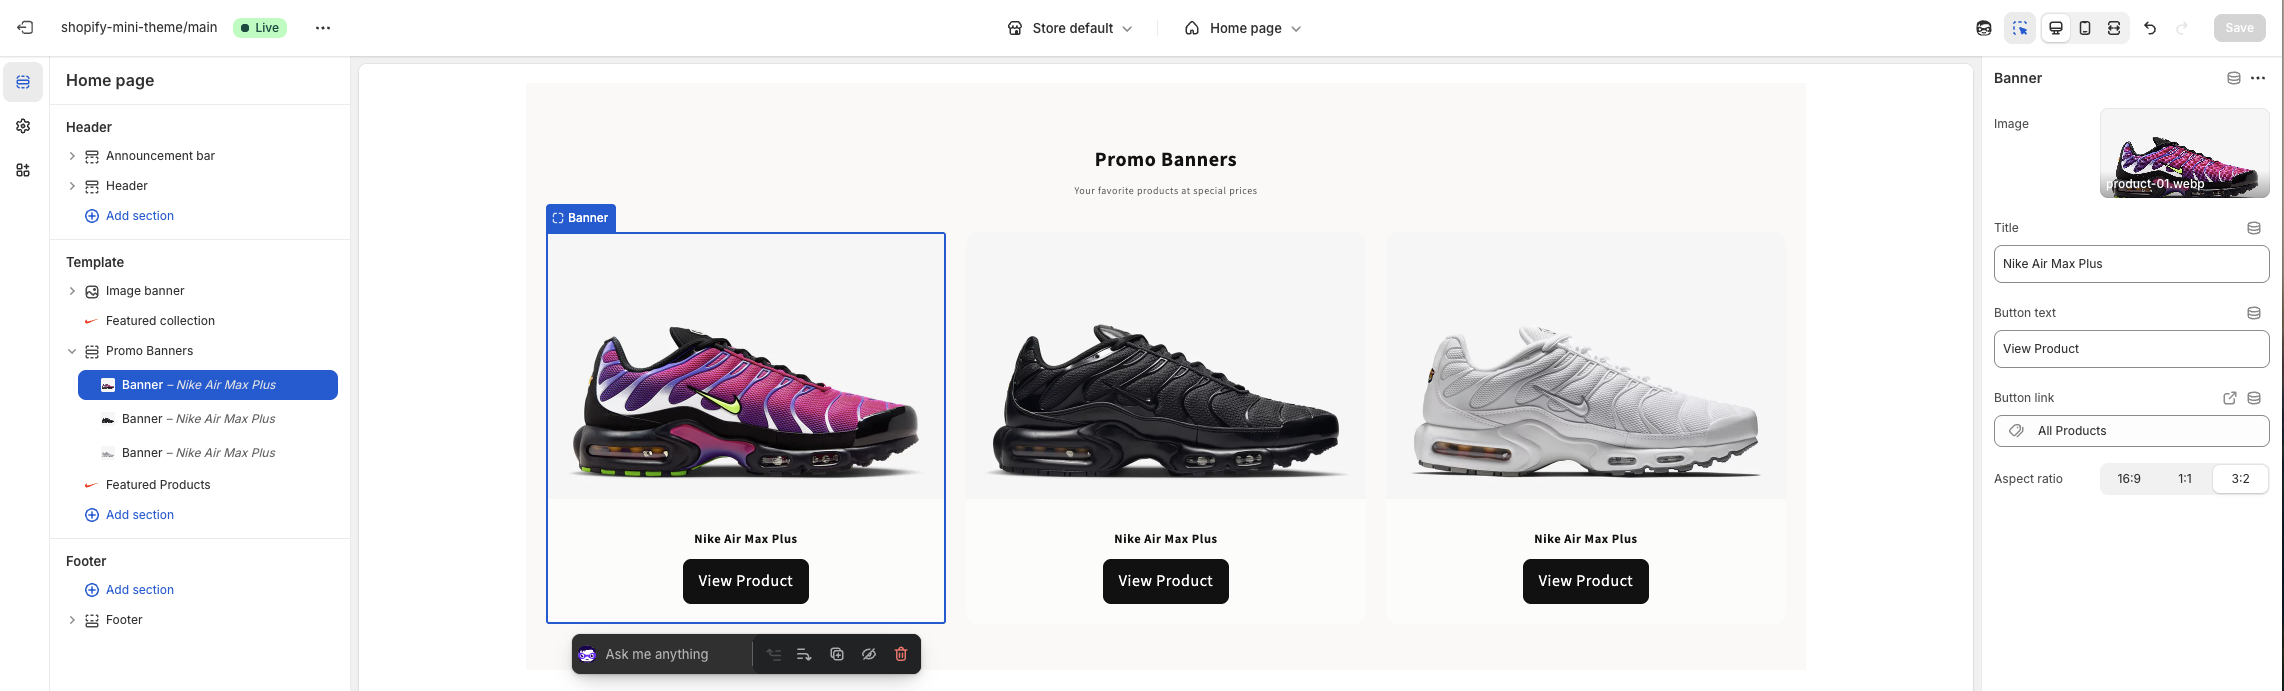 shopify-mini-theme/main
Live
Store default
Home page
Save
Home page
Header
Announcement bar
Header
Add section
Template
Image banner
Featured collection
Promo Banners
Banner – Nike Air Max Plus
Banner – Nike Air Max Plus
Banner – Nike Air Max Plus
Featured Products
Add section
Footer
Add section
Footer
Promo Banners
Your favorite products at special prices
Banner
Nike Air Max Plus
View Product
Nike Air Max Plus
View Product
Nike Air Max Plus
View Product
Ask me anything
Banner
Image
product-01.webp
Title
Nike Air Max Plus
Button text
View Product
Button link
All Products
Aspect ratio
16:9
1:1
3:2